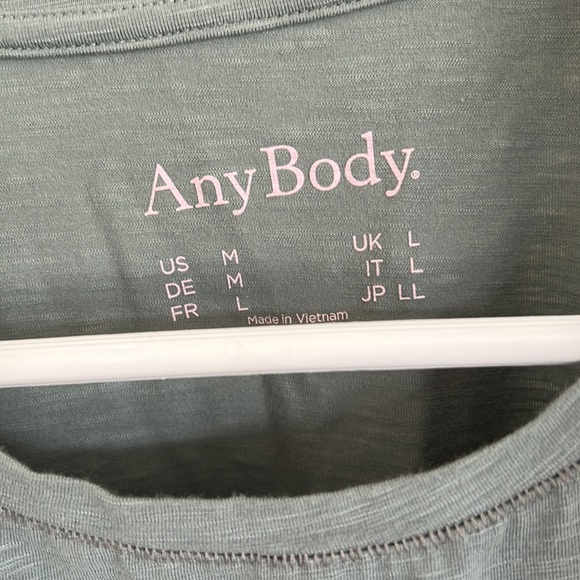 AnyBody®
US M UK L
DE M IT L
FR L JP LL
Made in Vietnam